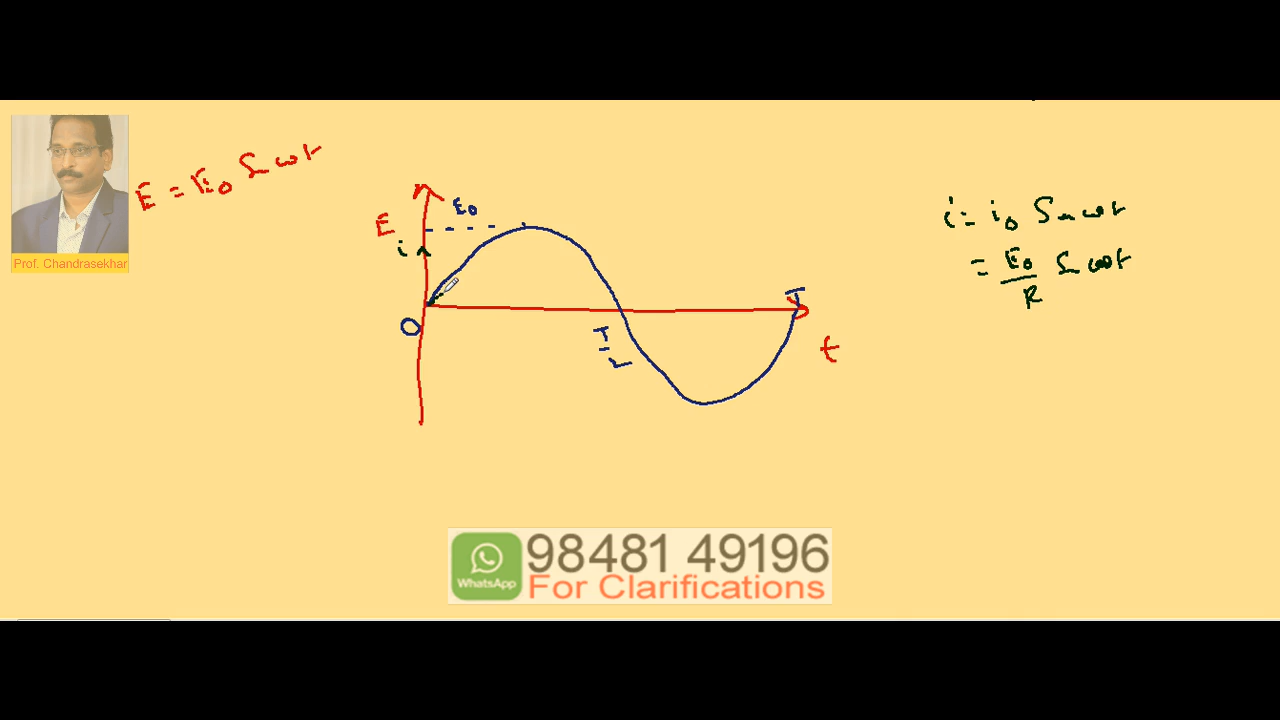 E = E₀ Sin ωt
E₀
E
i
O
T/2
T
t
i = i₀ Sin ωt
= E₀/R Sin ωt
Prof. Chandrasekhar
WhatsApp
98481 49196
For Clarifications